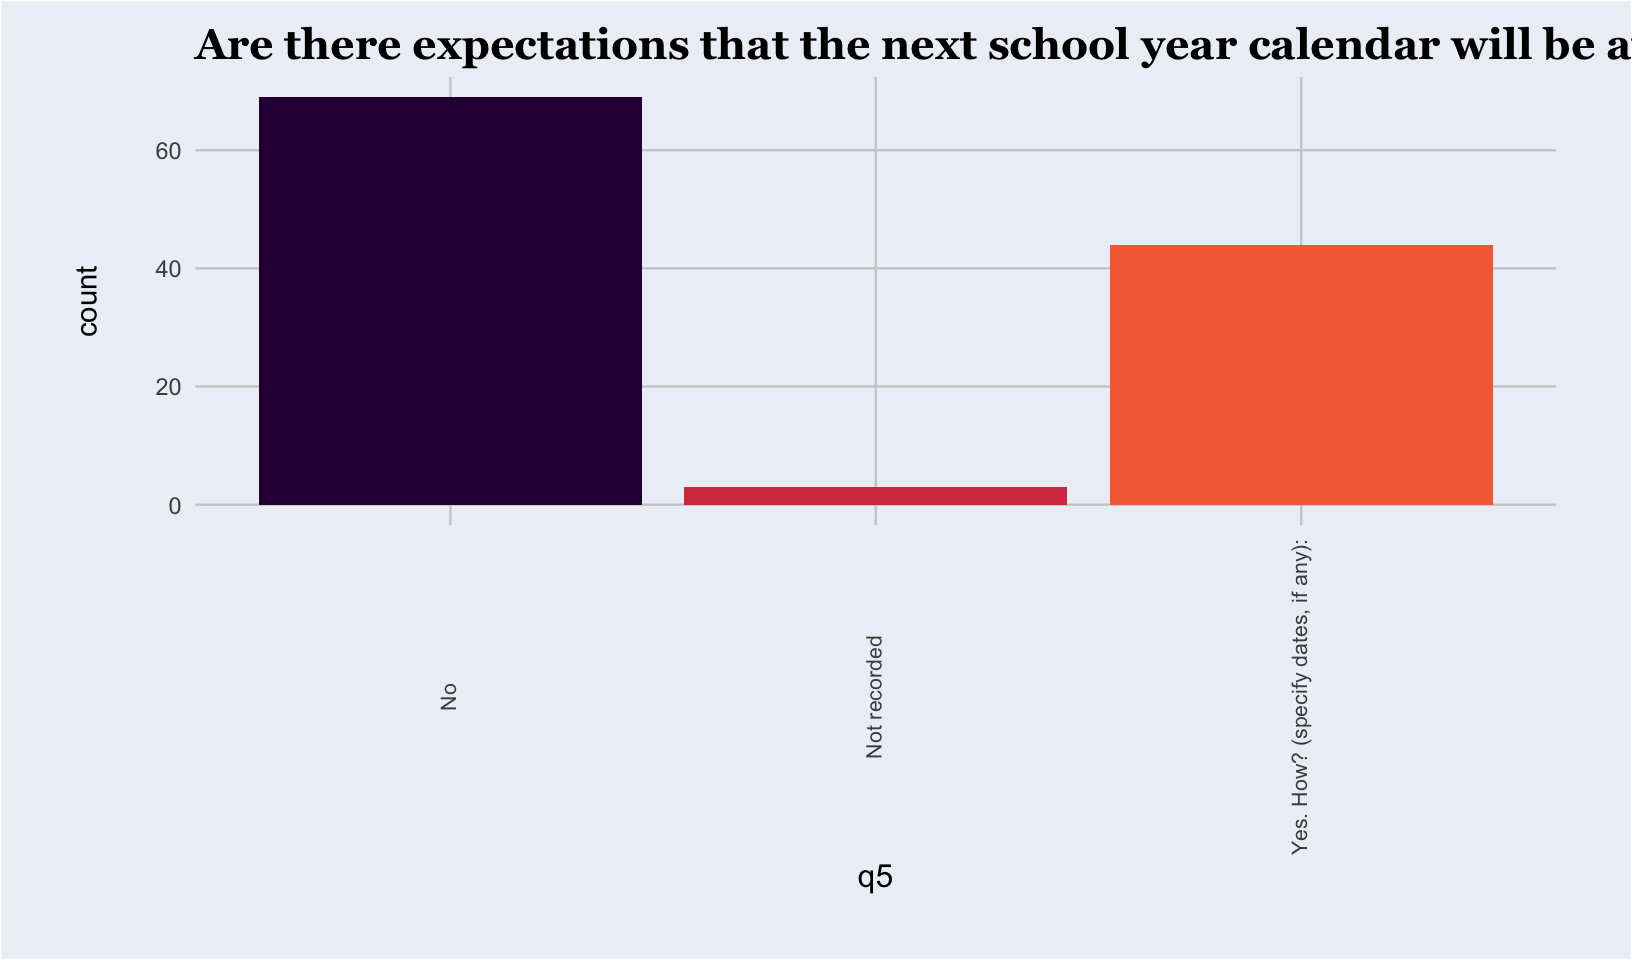 Are there expectations that the next school year calendar will be
60
40
20
0
count
No
Not recorded
Yes. How? (specify dates, if any):
q5